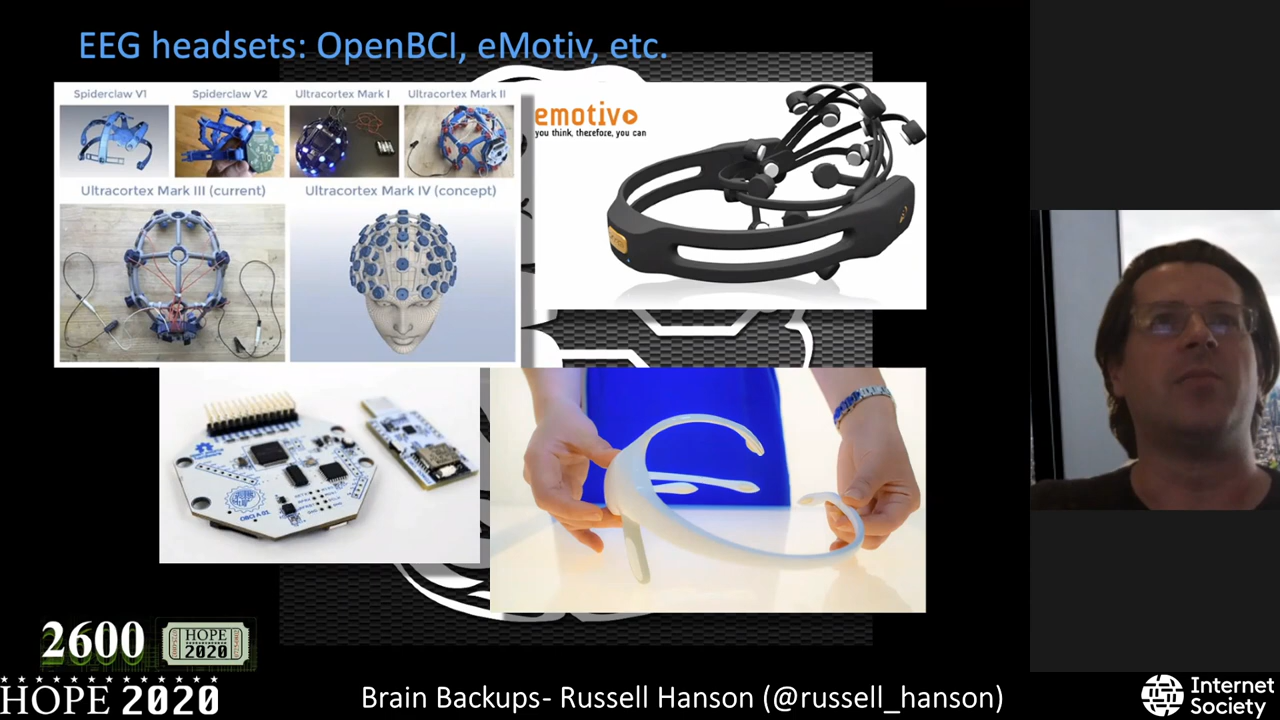 EEG headsets: OpenBCI, eMotiv, etc.
Spiderclaw V1
Spiderclaw V2
Ultracortex Mark I
Ultracortex Mark II
emotiv
you think, therefore, you can
Ultracortex Mark III (current)
Ultracortex Mark IV (concept)
2600
HOPE
2020
HOPE 2020
Brain Backups- Russell Hanson (@russell_hanson)
Internet
Society